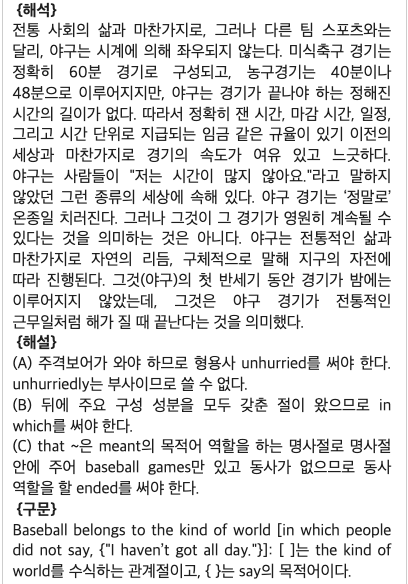 {해석}
전통 사회의 삶과 마찬가지로, 그러나 다른 팀 스포츠와는
달리, 야구는 시계에 의해 좌우되지 않는다. 미식축구 경기는
정확히 60분 경기로 구성되고, 농구경기는 40분이나
48분으로 이루어지지만, 야구는 경기가 끝나야 하는 정해진
시간의 길이가 없다. 따라서 정확히 잰 시간, 마감 시간, 일정,
그리고 시간 단위로 지급되는 임금 같은 규율이 있기 이전의
세상과 마찬가지로 경기의 속도가 여유 있고 느긋하다.
야구는 사람들이 "저는 시간이 많지 않아요."라고 말하지
않았던 그런 종류의 세상에 속해 있다. 야구 경기는 '정말로'
온종일 치러진다. 그러나 그것이 그 경기가 영원히 계속될 수
있다는 것을 의미하는 것은 아니다. 야구는 전통적인 삶과
마찬가지로 자연의 리듬, 구체적으로 말해 지구의 자전에
따라 진행된다. 그것(야구)의 첫 반세기 동안 경기가 밤에는
이루어지지 않았는데, 그것은 야구 경기가 전통적인
근무일처럼 해가 질 때 끝난다는 것을 의미했다.
{해설}
(A) 주격보어가 와야 하므로 형용사 unhurried를 써야 한다.
unhurriedly는 부사이므로 쓸 수 없다.
(B) 뒤에 주요 구성 성분을 모두 갖춘 절이 왔으므로 in
which를 써야 한다.
(C) that ~은 meant의 목적어 역할을 하는 명사절로 명사절
안에 주어 baseball games만 있고 동사가 없으므로 동사
역할을 할 ended를 써야 한다.
{구문}
Baseball belongs to the kind of world [in which people
did not say, {"I haven't got all day."}]: [ ]는 the kind of
world를 수식하는 관계절이고, { }는 say의 목적어이다.